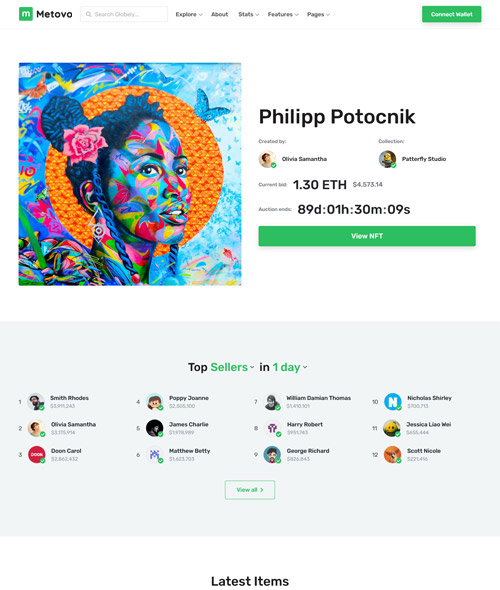 m Metovo
Search Globely...
Explore
About
Stats
Features
Pages
Connect Wallet
Philipp Potocnik
Created by:
Collection:
Olivia Samantha
Patterfly Studio
Current bid: 1.30 ETH $4,573.14
Auction ends: 89d:01h:30m:09s
View NFT
Top Sellers in 1 day
1 Smith Rhodes
$3,911,243
2 Olivia Samantha
$3,175,914
3 DOON Doon Carol
$2,862,432
4 Poppy Joanne
$2,505,100
5 James Charlie
$1,978,989
6 Matthew Betty
$1,623,703
7 William Damian Thomas
$1,410,101
8 Harry Robert
$951,743
9 George Richard
$826,843
10 N Nicholas Shirley
$700,715
11 Jessica Liao Wei
$655,444
12 Scott Nicole
$221,416
View all
Latest Items